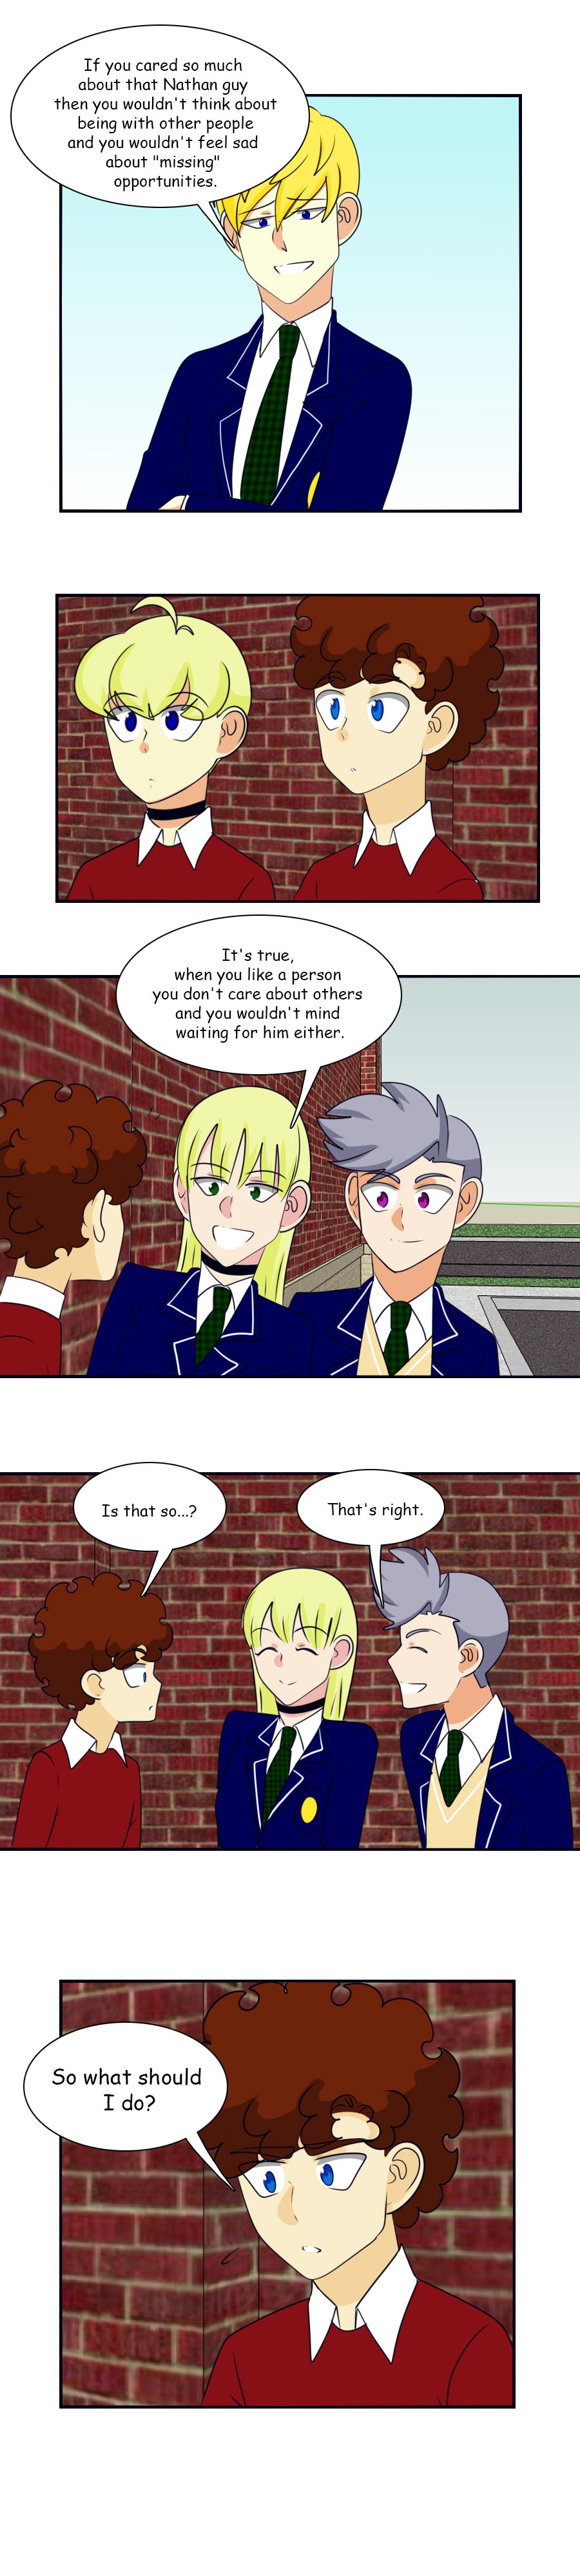 If you cared so much
about that Nathan guy
then you wouldn't think about
being with other people
and you wouldn't feel sad
about "missing"
opportunities.
It's true,
when you like a person
you don't care about others
and you wouldn't mind
waiting for him either.
Is that so...?
That's right.
So what should
I do?